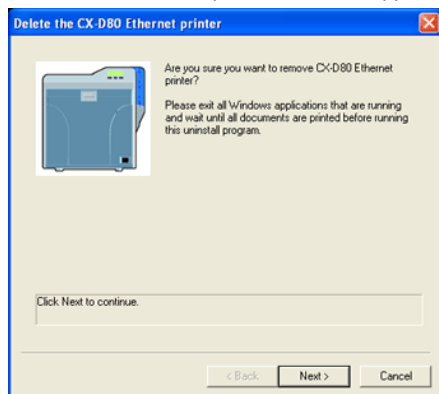 Delete the CX-D80 Ethernet printer
Are you sure you want to remove CX-D80 Ethernet
printer?
Please exit all Windows applications that are running
and wait until all documents are printed before running
this uninstall program.
Click Next to continue.
< Back
Next >
Cancel